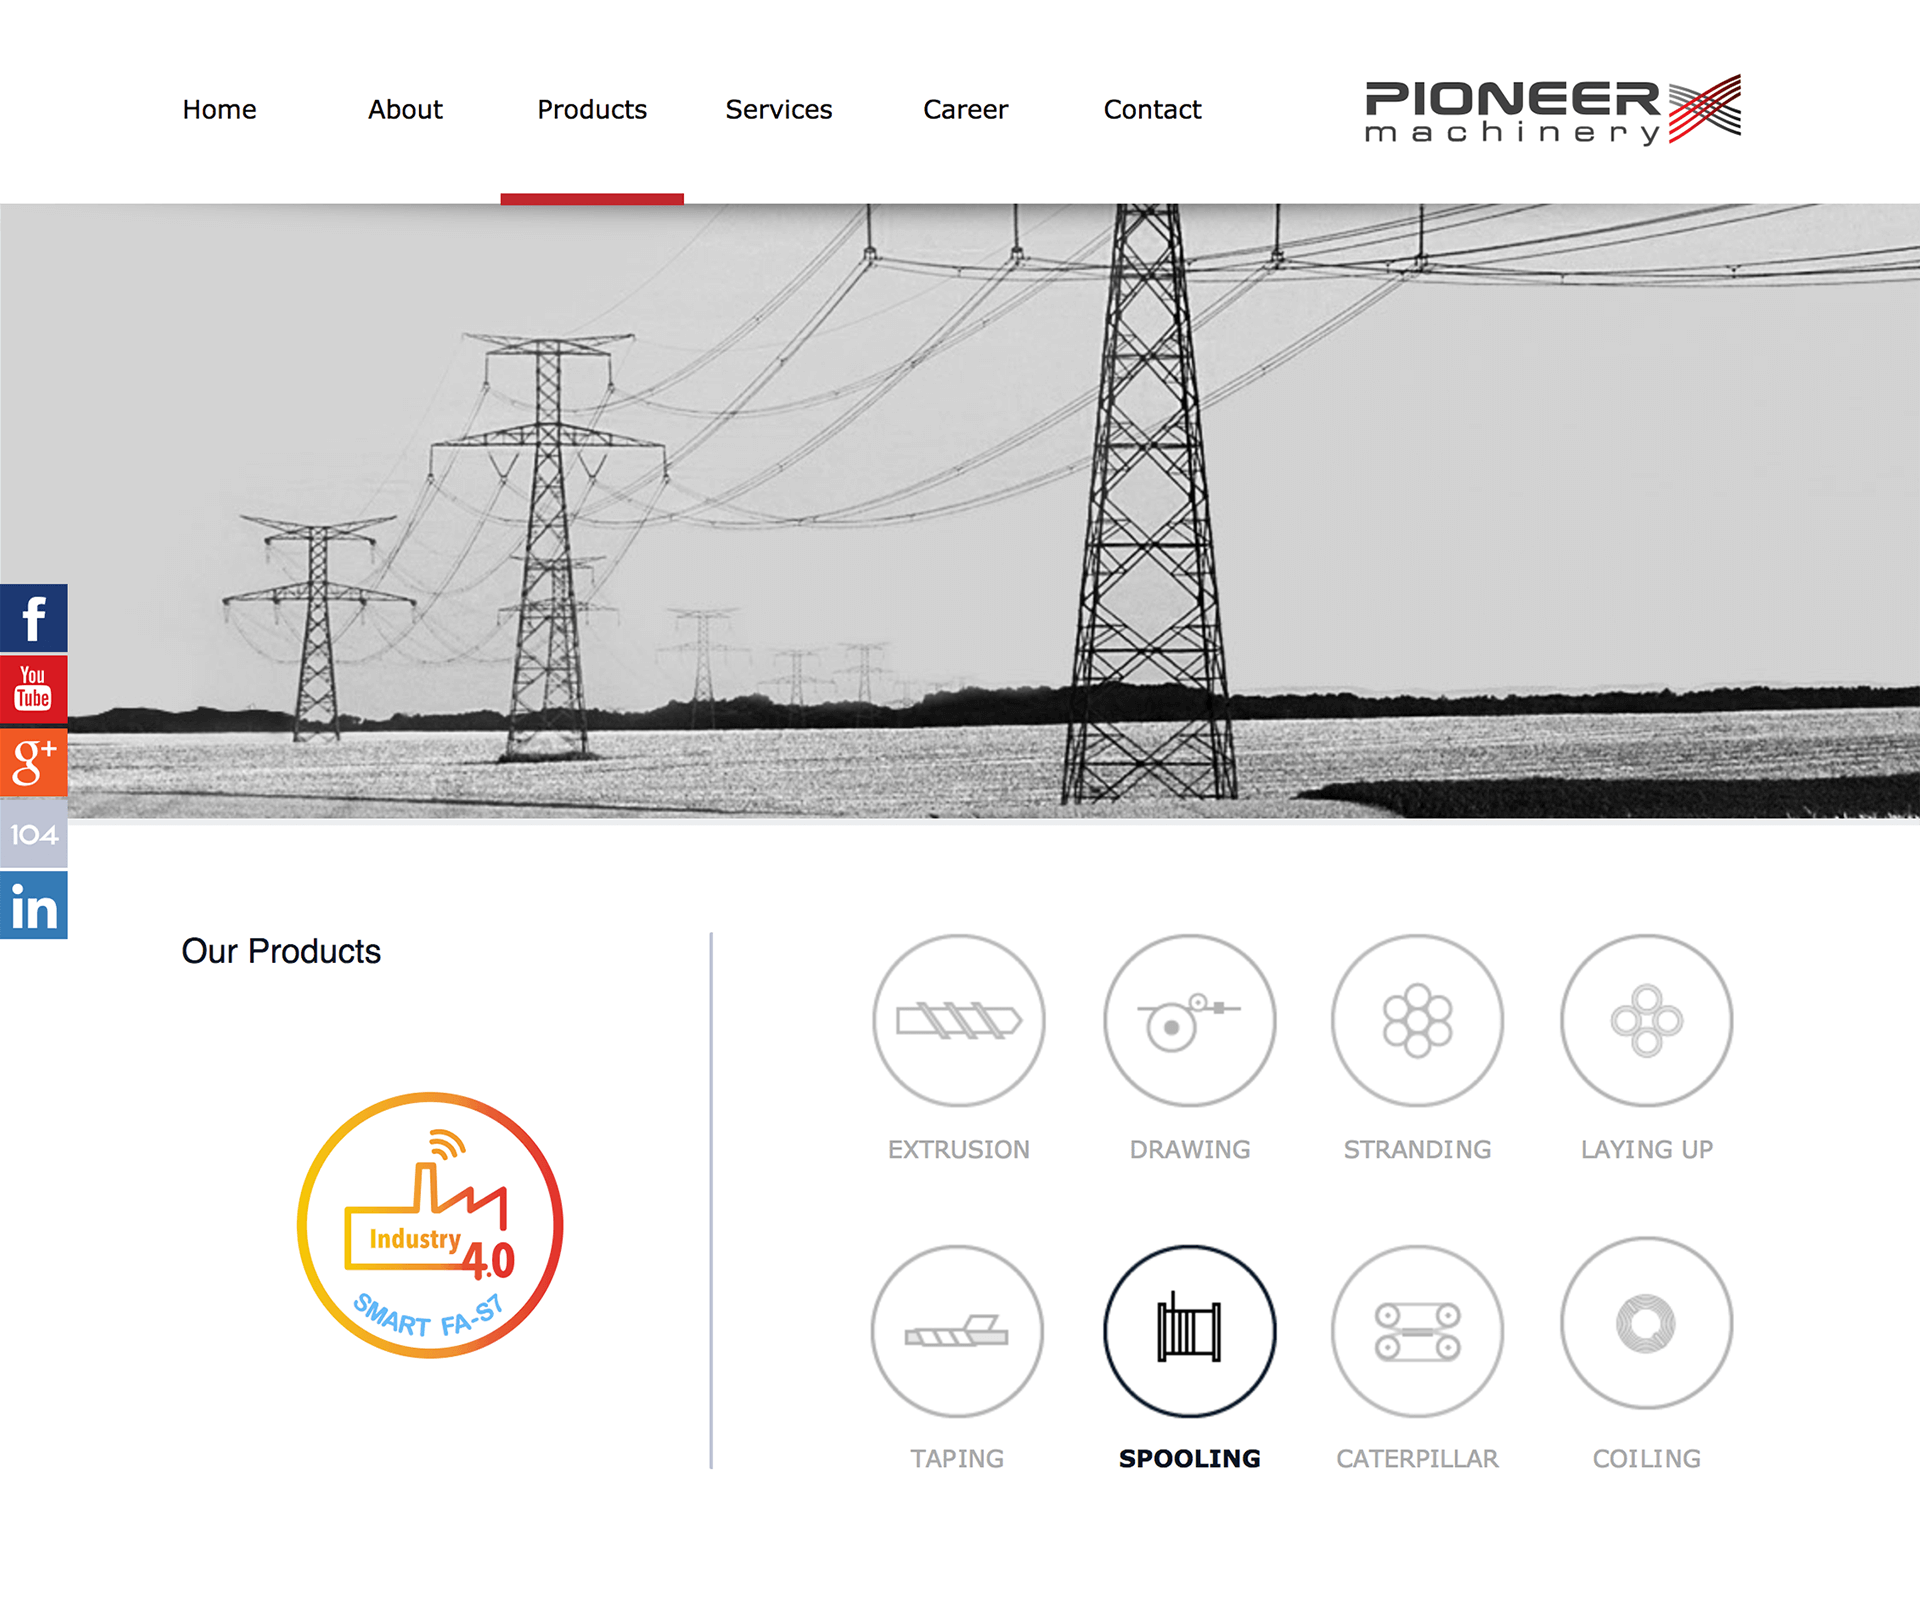 Home About Products Services Career Contact
PIONEER
machinery
f
You
Tube
g+
104
in
Our Products
Industry
4.0
SMART FA-S7
EXTRUSION DRAWING STRANDING LAYING UP
TAPING SPOOLING CATERPILLAR COILING